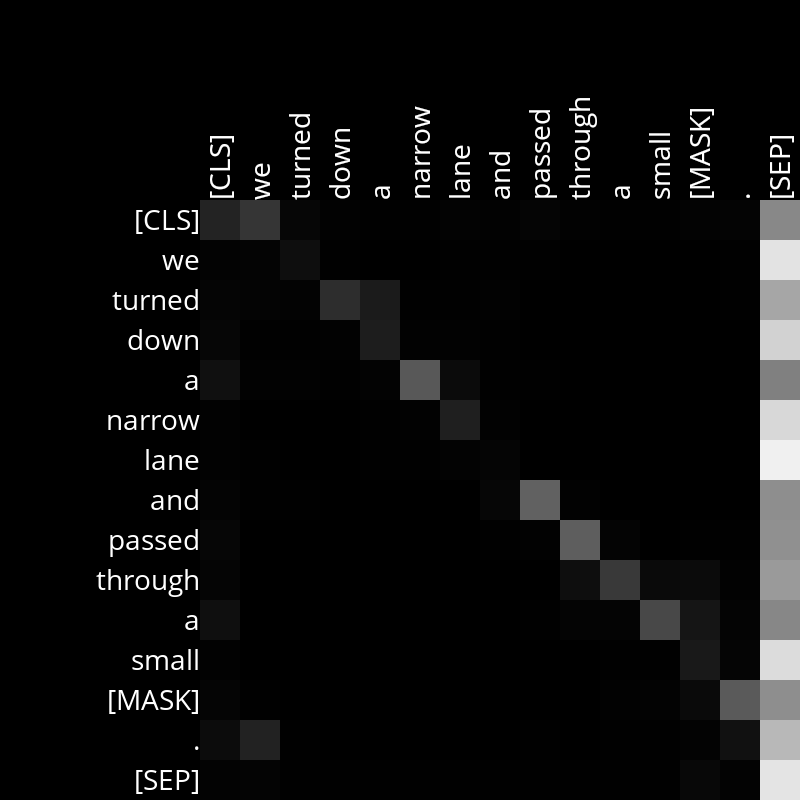 [CLS] we turned down a narrow lane and passed through a small [MASK] . [SEP]
[CLS]
we
turned
down
a
narrow
lane
and
passed
through
a
small
[MASK]
.
[SEP]